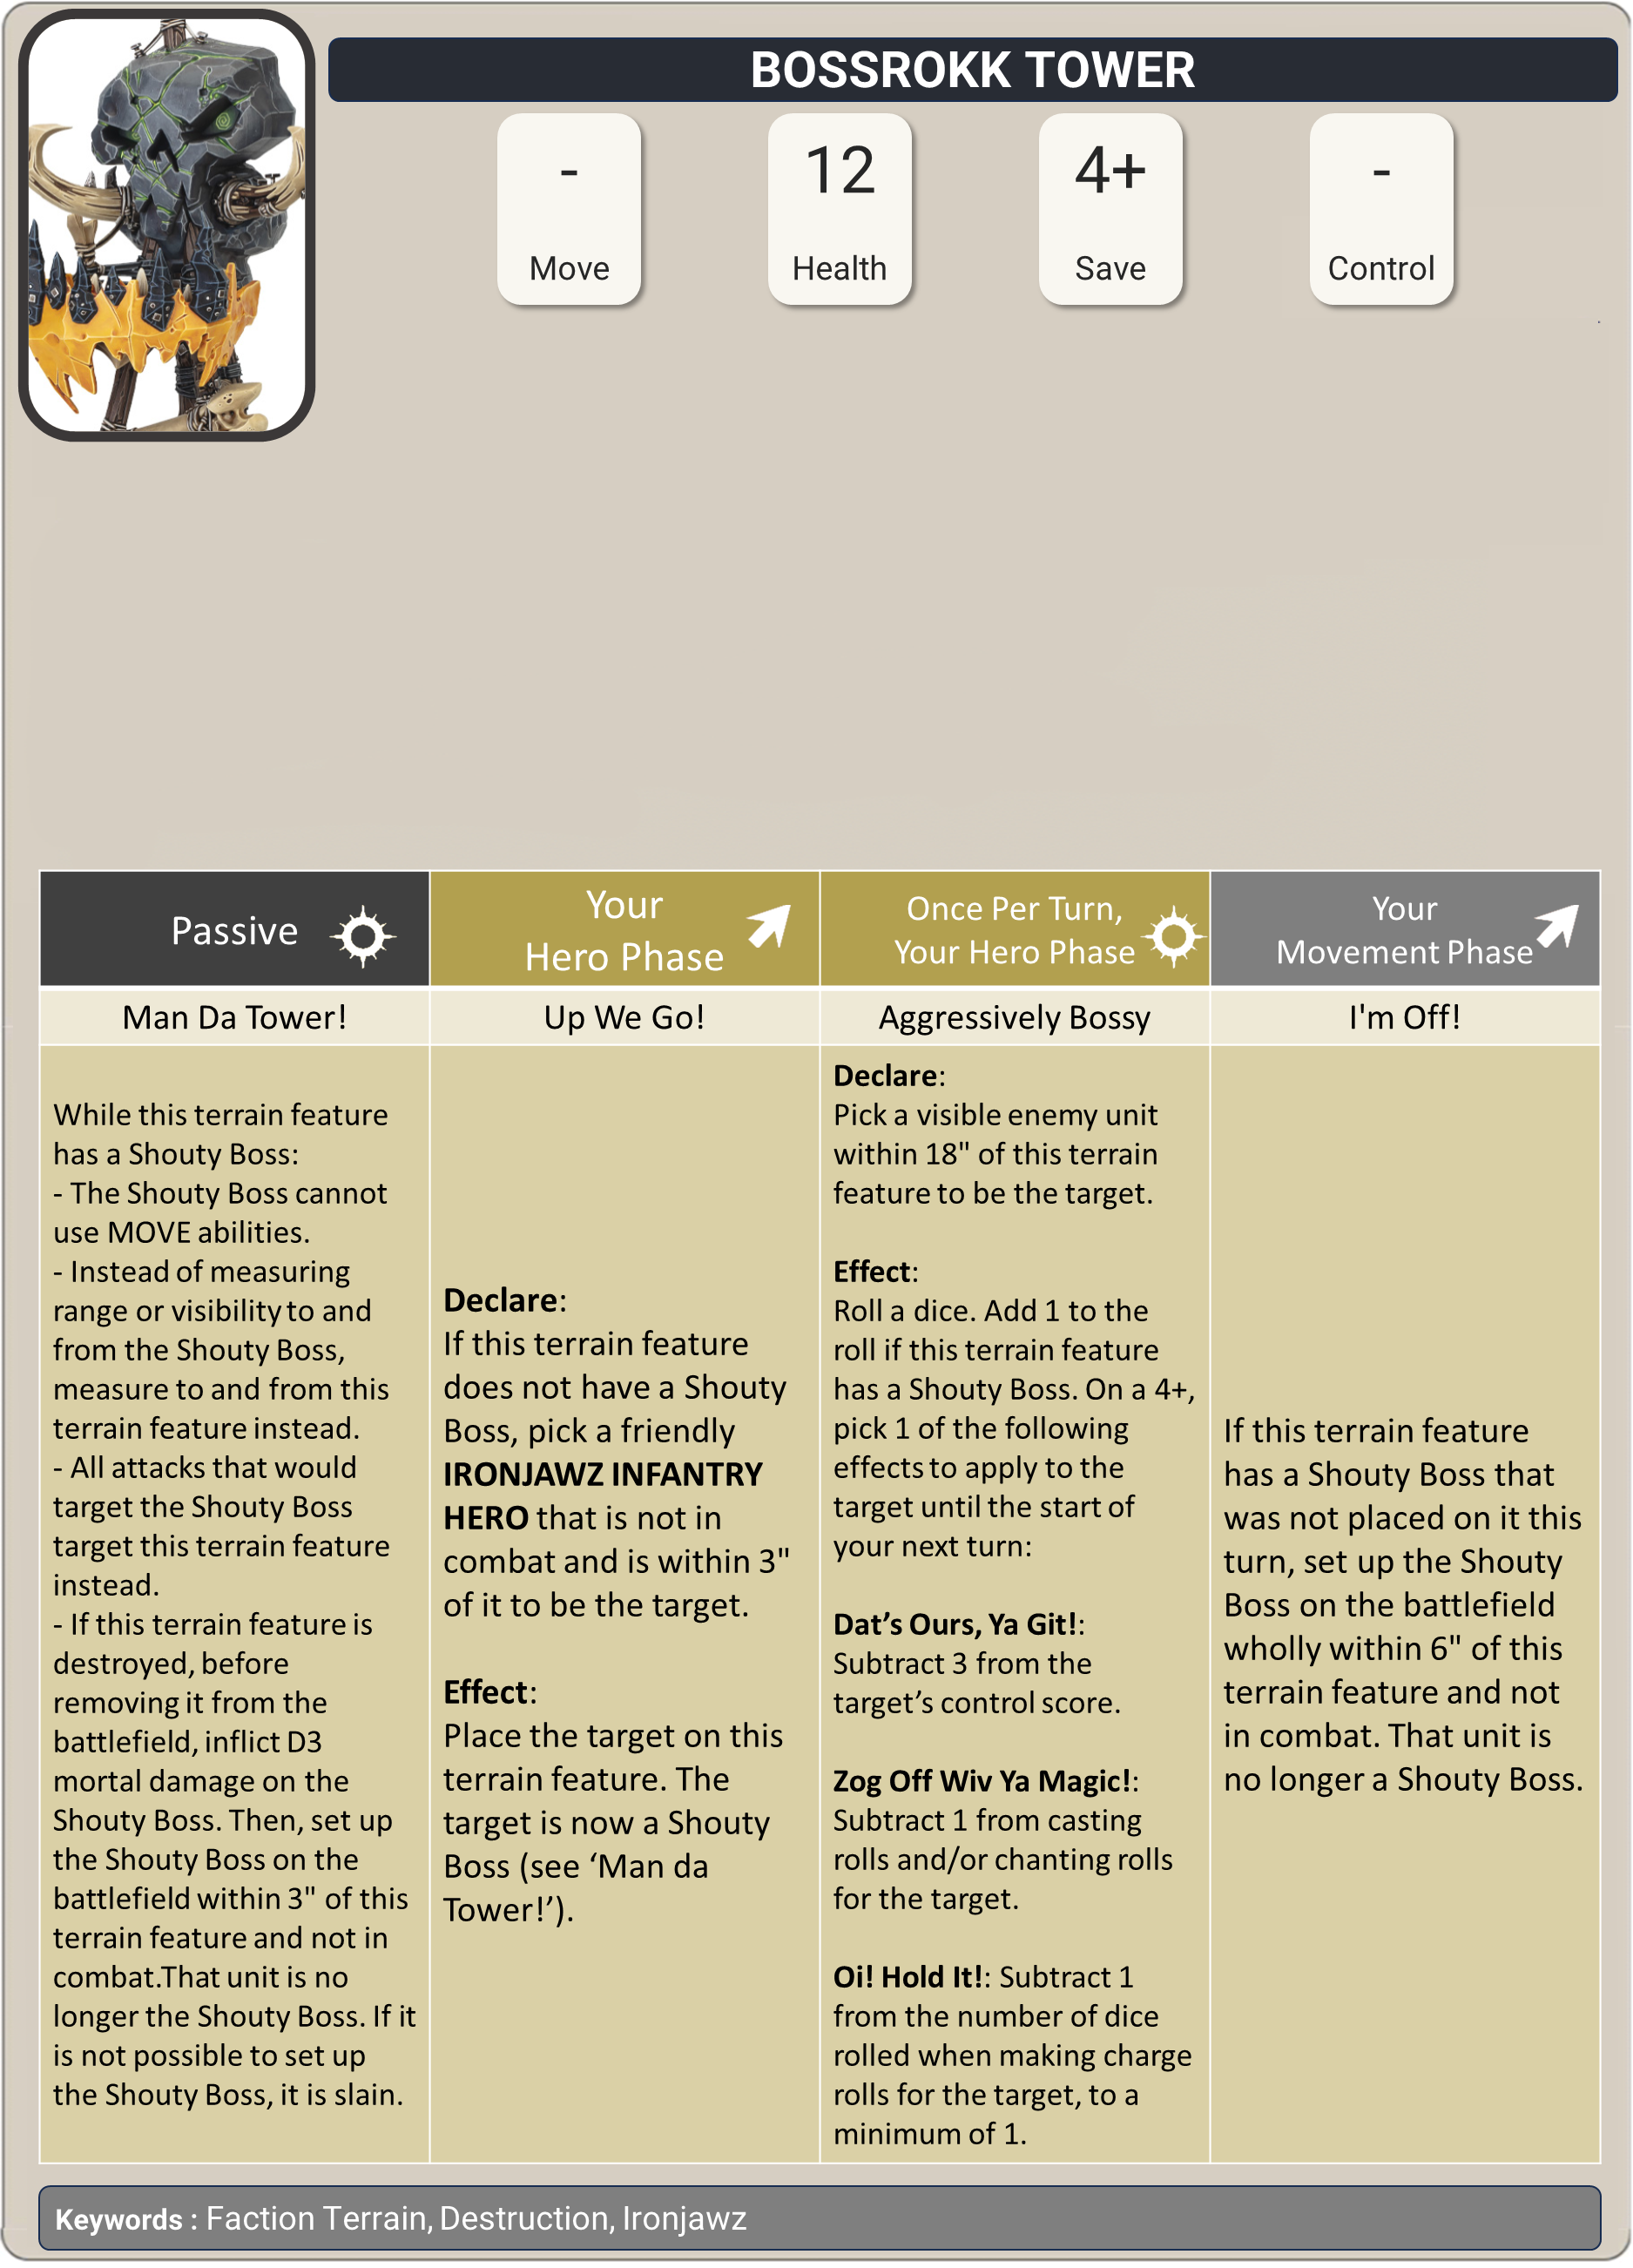 BOSSROKK TOWER
-
Move
12
Health
4+
Save
-
Control
Passive
Man Da Tower!
While this terrain feature
has a Shouty Boss:
- The Shouty Boss cannot
use MOVE abilities.
- Instead of measuring
range or visibility to and
from the Shouty Boss,
measure to and from this
terrain feature instead.
- All attacks that would
target the Shouty Boss
target this terrain feature
instead.
- If this terrain feature is
destroyed, before
removing it from the
battlefield, inflict D3
mortal damage on the
Shouty Boss. Then, set up
the Shouty Boss on the
battlefield within 3" of this
terrain feature and not in
combat.That unit is no
longer the Shouty Boss. If it
is not possible to set up
the Shouty Boss, it is slain.
Your
Hero Phase
Up We Go!
Declare:
If this terrain feature
does not have a Shouty
Boss, pick a friendly
IRONJAWZ INFANTRY
HERO that is not in
combat and is within 3"
of it to be the target.
Effect:
Place the target on this
terrain feature. The
target is now a Shouty
Boss (see ‘Man da
Tower!’).
Once Per Turn,
Your Hero Phase
Aggressively Bossy
Declare:
Pick a visible enemy unit
within 18" of this terrain
feature to be the target.
Effect:
Roll a dice. Add 1 to the
roll if this terrain feature
has a Shouty Boss. On a 4+,
pick 1 of the following
effects to apply to the
target until the start of
your next turn:
Dat’s Ours, Ya Git!:
Subtract 3 from the
target’s control score.
Zog Off Wiv Ya Magic!:
Subtract 1 from casting
rolls and/or chanting rolls
for the target.
Oi! Hold It!: Subtract 1
from the number of dice
rolled when making charge
rolls for the target, to a
minimum of 1.
Your
Movement Phase
I'm Off!
If this terrain feature
has a Shouty Boss that
was not placed on it this
turn, set up the Shouty
Boss on the battlefield
wholly within 6" of this
terrain feature and not
in combat. That unit is
no longer a Shouty Boss.
Keywords : Faction Terrain, Destruction, Ironjawz